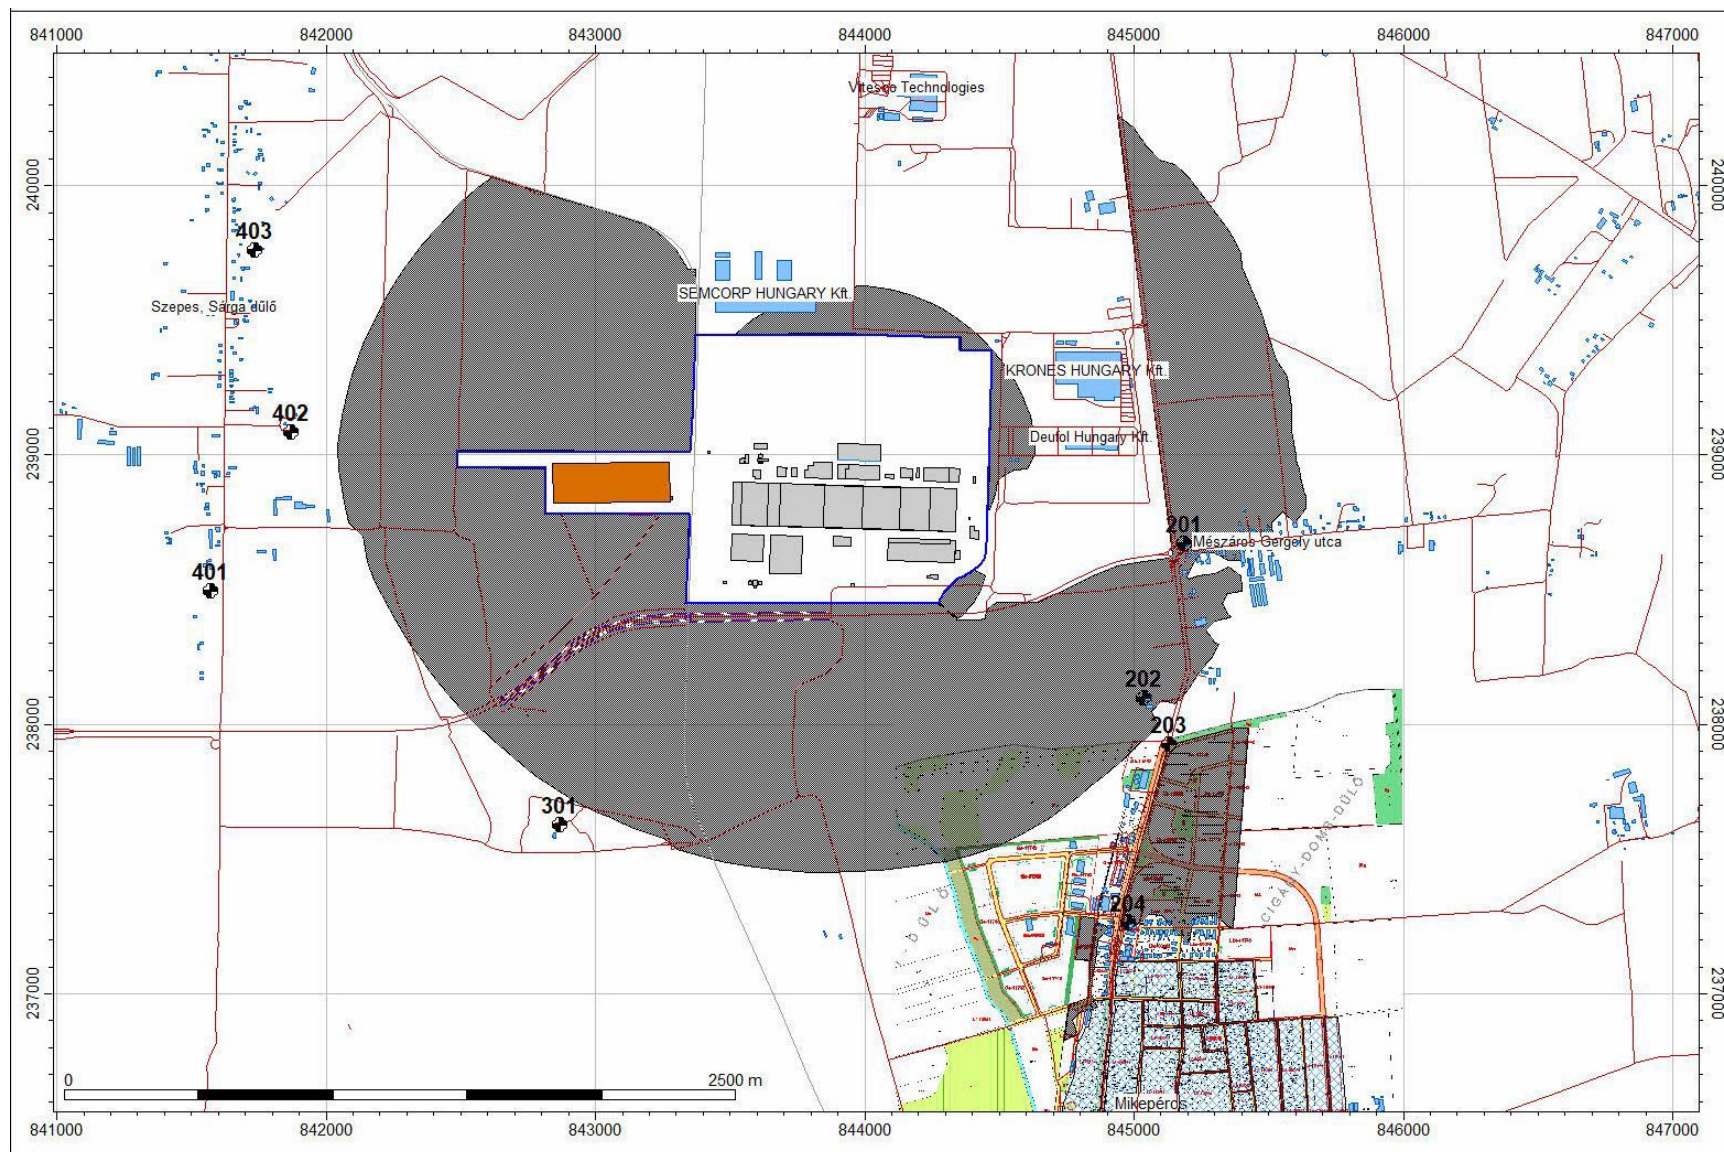 841000 842000 843000 844000 845000 846000 847000
Vitesco Technologies
240000 240000
403
SEMCORP HUNGARY Kft.
Szepes, Sárga dűlő
KRONES HUNGARY Kft.
402
Deufol Hungary Kft.
239000 239000
201
Mészáros Gergely utca
401
202
203
238000 238000
301
CIGÁNY-DOMB-DŰLŐ
204
DŰLŐ
237000 237000
0 2500 m
Mikepércs
841000 842000 843000 844000 845000 846000 847000